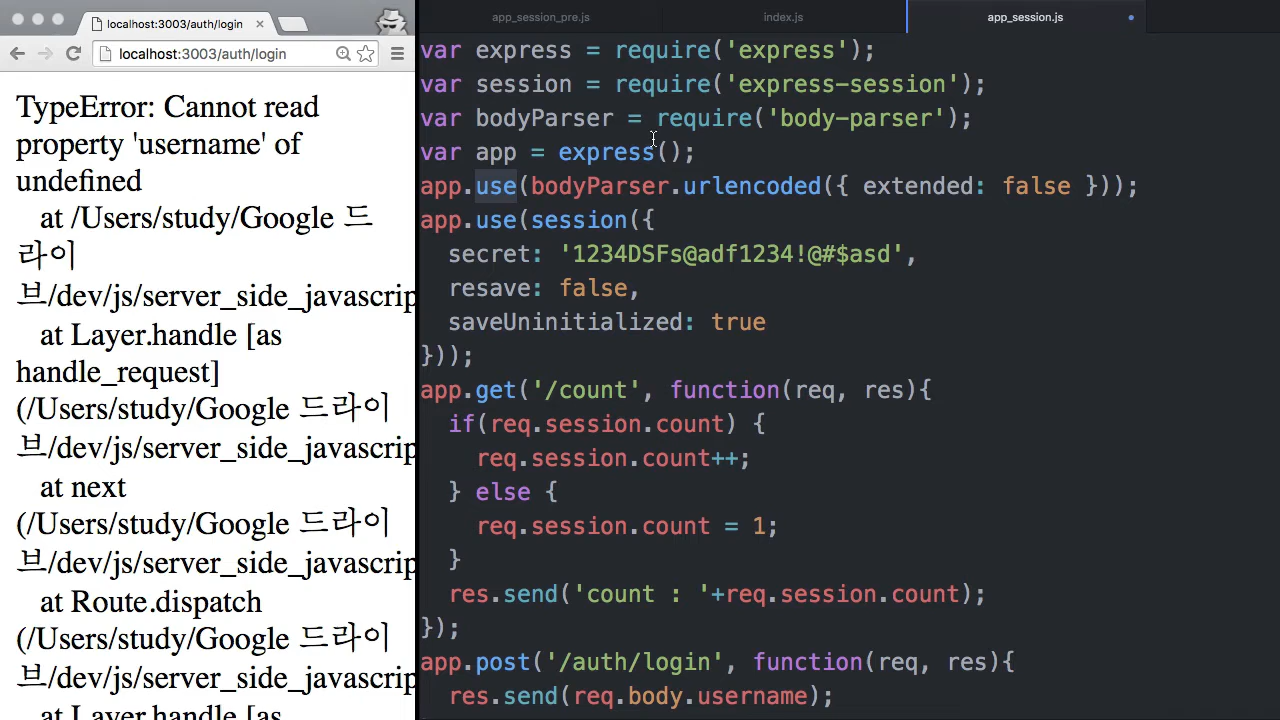 localhost:3003/auth/login
localhost:3003/auth/login
TypeError: Cannot read
property 'username' of
undefined
at /Users/study/Google 드
라이
브/dev/js/server_side_javascrip
at Layer.handle [as
handle_request]
(/Users/study/Google 드라이
브/dev/js/server_side_javascrip
at next
(/Users/study/Google 드라이
브/dev/js/server_side_javascrip
at Route.dispatch
(/Users/study/Google 드라이
브/dev/js/server_side_javascrip
at Layer.handle [as
app_session_pre.js
index.js
app_session.js
var express = require('express');
var session = require('express-session');
var bodyParser = require('body-parser');
var app = express();
app.use(bodyParser.urlencoded({ extended: false }));
app.use(session({
  secret: '1234DSFs@adf1234!@#$asd',
  resave: false,
  saveUninitialized: true
}));
app.get('/count', function(req, res){
  if(req.session.count) {
    req.session.count++;
  } else {
    req.session.count = 1;
  }
  res.send('count : '+req.session.count);
});
app.post('/auth/login', function(req, res){
  res.send(req.body.username);